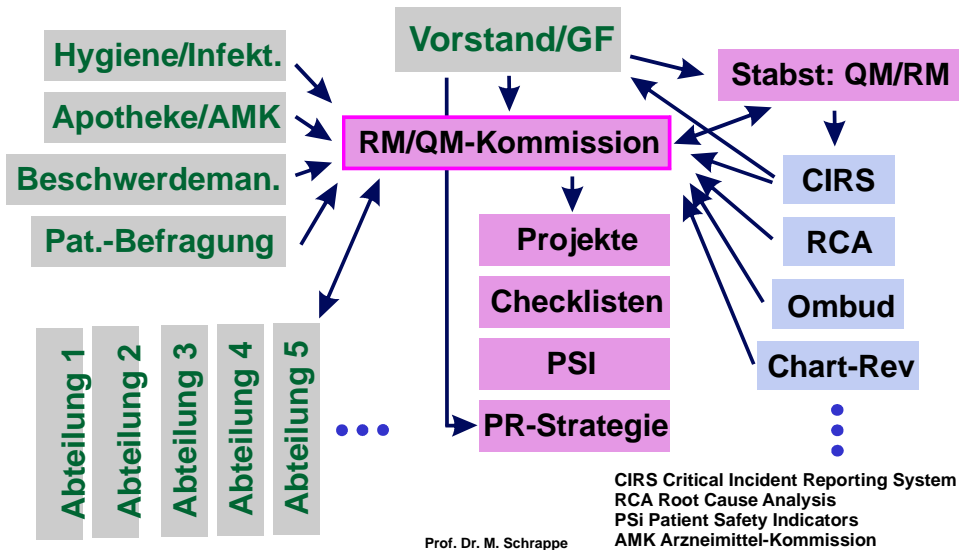 Vorstand/GF
Hygiene/Infekt.
Apotheke/AMK
Beschwerdeman.
Pat.-Befragung
Stabst: QM/RM
RM/QM-Kommission
CIRS
RCA
Ombud
Chart-Rev
Projekte
Checklisten
PSI
PR-Strategie
Abteilung 1
Abteilung 2
Abteilung 3
Abteilung 4
Abteilung 5
CIRS Critical Incident Reporting System
RCA Root Cause Analysis
PSi Patient Safety Indicators
AMK Arzneimittel-Kommission
Prof. Dr. M. Schrappe